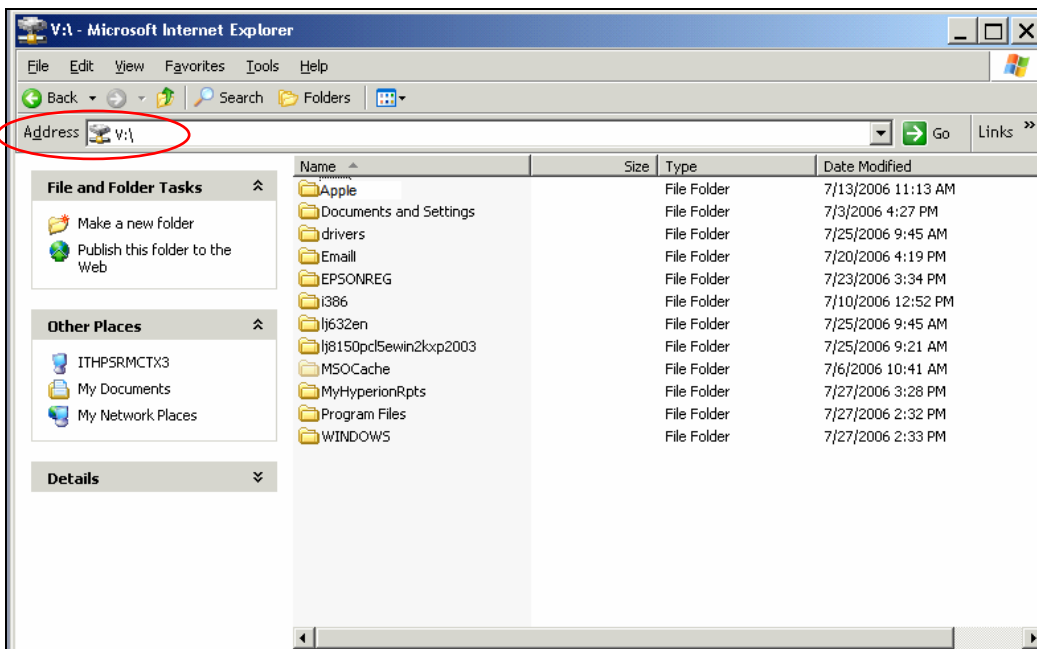 V:\ - Microsoft Internet Explorer
File Edit View Favorites Tools Help
Back Search Folders
Address V:\ Go Links »
Name Size Type Date Modified
File and Folder Tasks
Make a new folder
Publish this folder to the
Web
Other Places
ITHPSRMCTX3
My Documents
My Network Places
Details
Apple File Folder 7/13/2006 11:13 AM
Documents and Settings File Folder 7/3/2006 4:27 PM
drivers File Folder 7/25/2006 9:45 AM
Emaill File Folder 7/20/2006 4:19 PM
EPSONREG File Folder 7/23/2006 3:34 PM
i386 File Folder 7/10/2006 12:52 PM
lj632en File Folder 7/25/2006 9:45 AM
lj8150pcl5ewin2kxp2003 File Folder 7/25/2006 9:21 AM
MSOCache File Folder 7/6/2006 10:41 AM
MyHyperionRpts File Folder 7/27/2006 3:28 PM
Program Files File Folder 7/27/2006 2:32 PM
WINDOWS File Folder 7/27/2006 2:33 PM